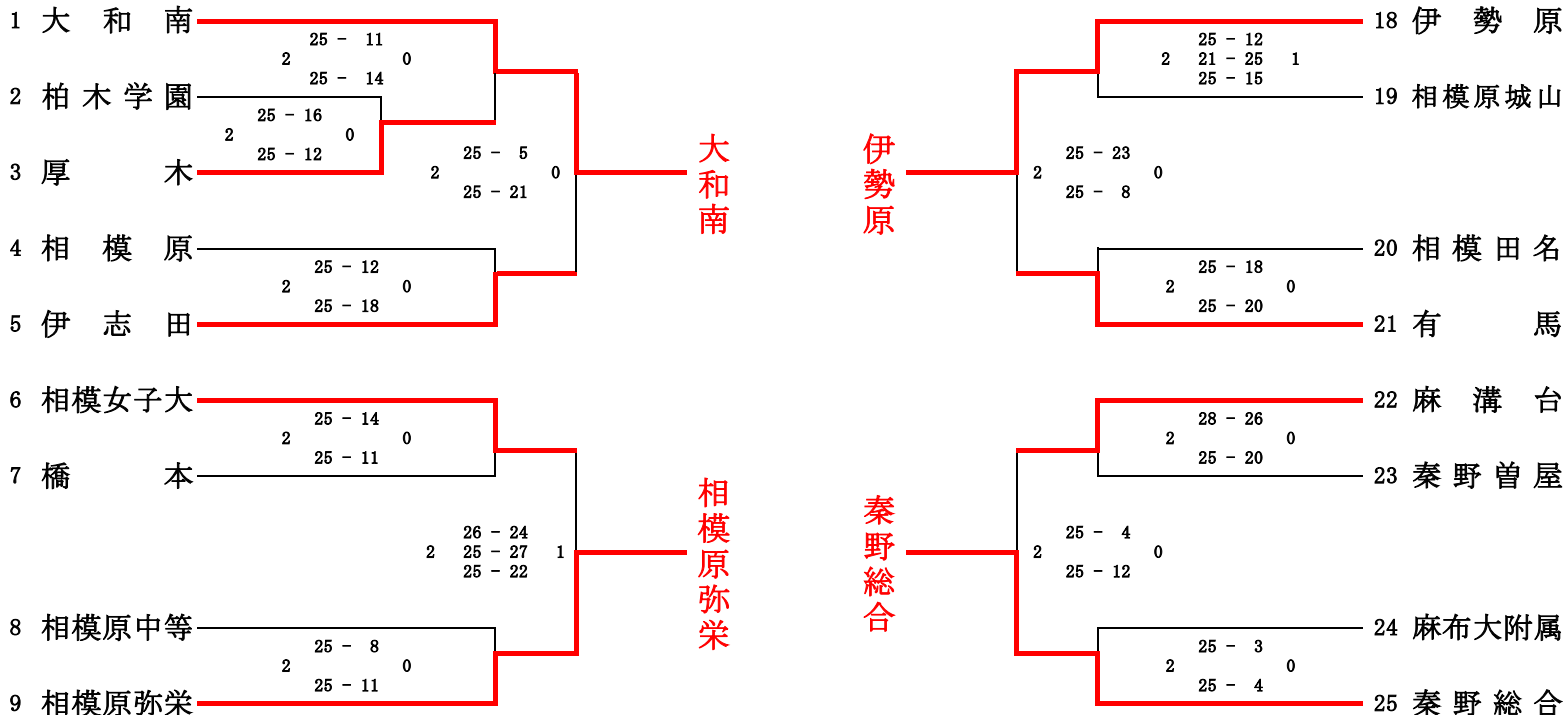 1 大和南
25 - 11
2 0
25 - 14
2 柏木学園
25 - 16
2 0
25 - 12
3 厚木
25 - 5
2 0
25 - 21
大和南
4 相模原
25 - 12
2 0
25 - 18
5 伊志田
6 相模女子大
25 - 14
2 0
25 - 11
7 橋本
26 - 24
2 25 - 27 1
25 - 22
相模原弥栄
8 相模原中等
25 - 8
2 0
25 - 11
9 相模原弥栄
18 伊勢原
25 - 12
2 21 - 25 1
25 - 15
19 相模原城山
伊勢原
25 - 23
2 0
25 - 8
20 相模田名
25 - 18
2 0
25 - 20
21 有馬
22 麻溝台
28 - 26
2 0
25 - 20
23 秦野曽屋
秦野総合
25 - 4
2 0
25 - 12
24 麻布大附属
25 - 3
2 0
25 - 4
25 秦野総合